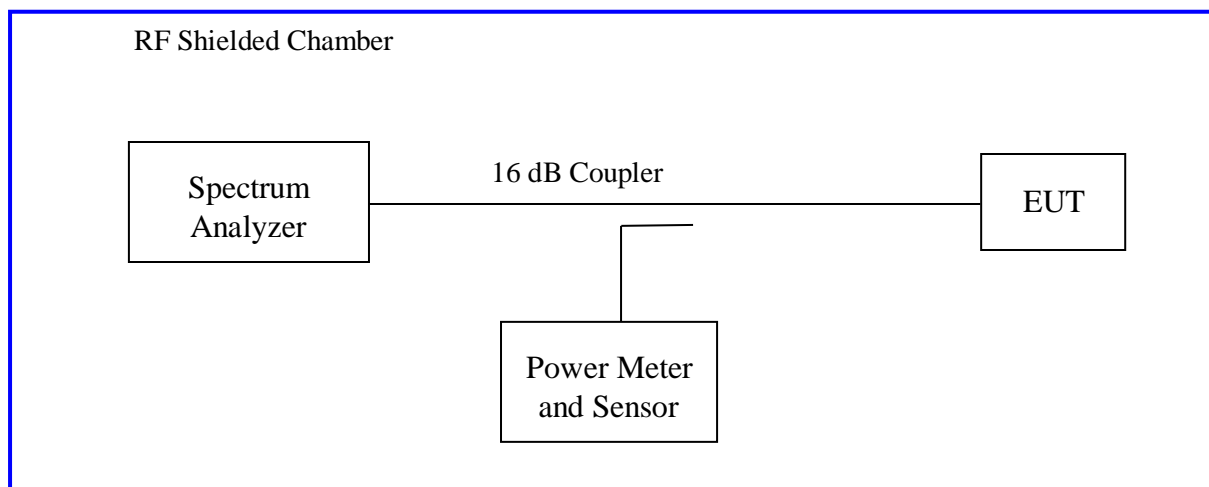 RF Shielded Chamber
16 dB Coupler
Spectrum
Analyzer
EUT
Power Meter
and Sensor